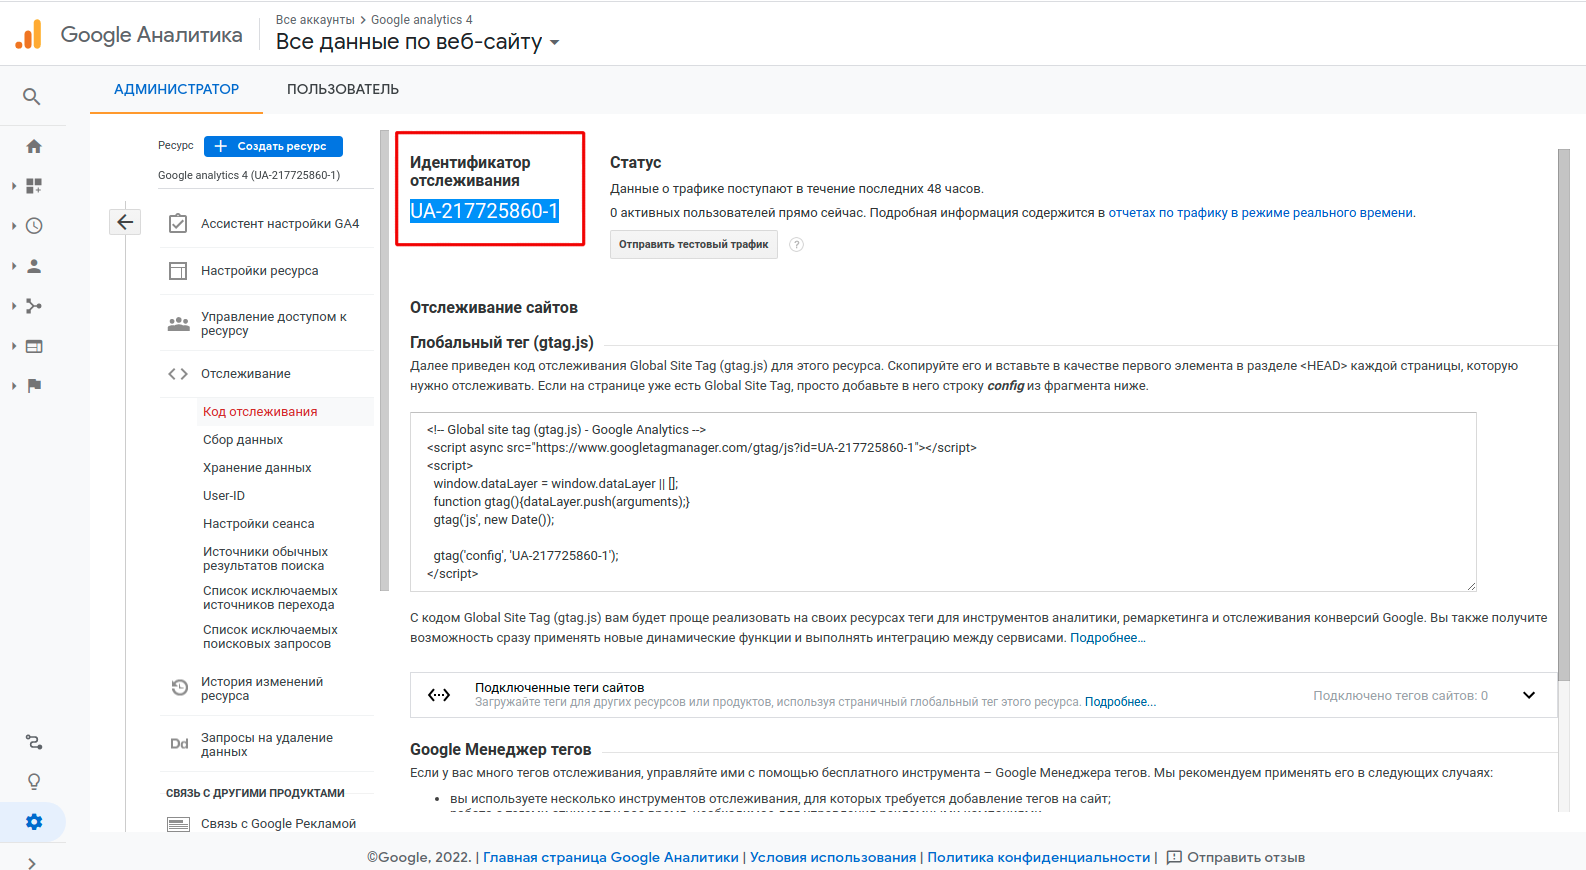 Google Аналитика
Все аккаунты > Google analytics 4
Все данные по веб-сайту
АДМИНИСТРАТОР
ПОЛЬЗОВАТЕЛЬ
Ресурс
+ Создать ресурс
Google analytics 4 (UA-217725860-1)
Ассистент настройки GA4
Настройки ресурса
Управление доступом к
ресурсу
Отслеживание
Код отслеживания
Сбор данных
Хранение данных
User-ID
Настройки сеанса
Источники обычных
результатов поиска
Список исключаемых
источников перехода
Список исключаемых
поисковых запросов
История изменений
ресурса
Dd
Запросы на удаление
данных
СВЯЗЬ С ДРУГИМИ ПРОДУКТАМИ
Связь с Google Рекламой
Идентификатор
отслеживания
UA-217725860-1
Статус
Данные о трафике поступают в течение последних 48 часов.
0 активных пользователей прямо сейчас. Подробная информация содержится в отчетах по трафику в режиме реального времени.
Отправить тестовый трафик
?
Отслеживание сайтов
Глобальный тег (gtag.js)
Далее приведен код отслеживания Global Site Tag (gtag.js) для этого ресурса. Скопируйте его и вставьте в качестве первого элемента в разделе <HEAD> каждой страницы, которую
нужно отслеживать. Если на странице уже есть Global Site Tag, просто добавьте в него строку config из фрагмента ниже.
<!-- Global site tag (gtag.js) - Google Analytics -->
<script async src="https://www.googletagmanager.com/gtag/js?id=UA-217725860-1"></script>
<script>
window.dataLayer = window.dataLayer || [];
function gtag(){dataLayer.push(arguments);}
gtag('js', new Date());
gtag('config', 'UA-217725860-1');
</script>
С кодом Global Site Tag (gtag.js) вам будет проще реализовать на своих ресурсах теги для инструментов аналитики, ремаркетинга и отслеживания конверсий Google. Вы также получите
возможность сразу применять новые динамические функции и выполнять интеграцию между сервисами. Подробнее…
Подключенные теги сайтов
Загружайте теги для других ресурсов или продуктов, используя страничный глобальный тег этого ресурса. Подробнее…
Подключено тегов сайтов: 0
Google Менеджер тегов
Если у вас много тегов отслеживания, управляйте ими с помощью бесплатного инструмента – Google Менеджера тегов. Мы рекомендуем применять его в следующих случаях:
• вы используете несколько инструментов отслеживания, для которых требуется добавление тегов на сайт;
©Google, 2022. | Главная страница Google Аналитики | Условия использования | Политика конфиденциальности | Отправить отзыв